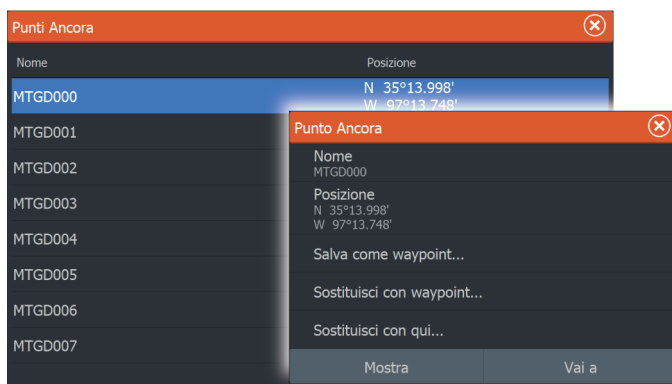 Punti Ancora
Nome Posizione
MTGD000 N 35°13.998'
W 97°13.748'
MTGD001
MTGD002
MTGD003
MTGD004
MTGD005
MTGD006
MTGD007
Punto Ancora
Nome
MTGD000
Posizione
N 35°13.998'
W 97°13.748'
Salva come waypoint...
Sostituisci con waypoint...
Sostituisci con qui...
Mostra Vai a